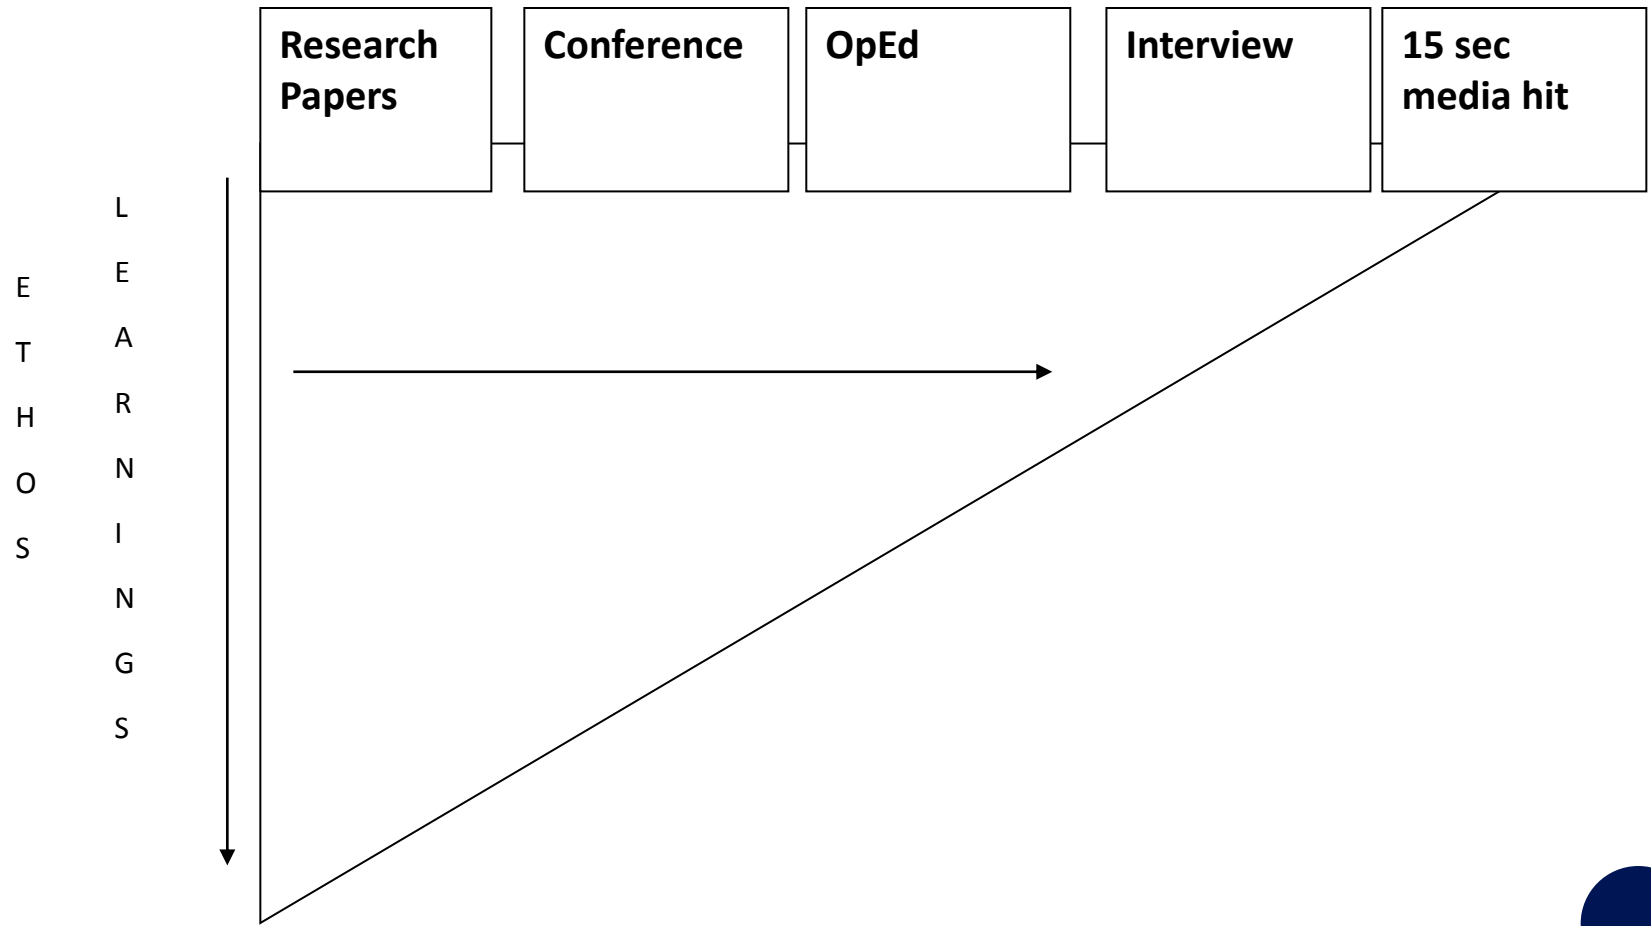 Research
Papers
Conference
OpEd
Interview
15 sec
media hit
E
T
H
O
S
L
E
A
R
N
I
N
G
S